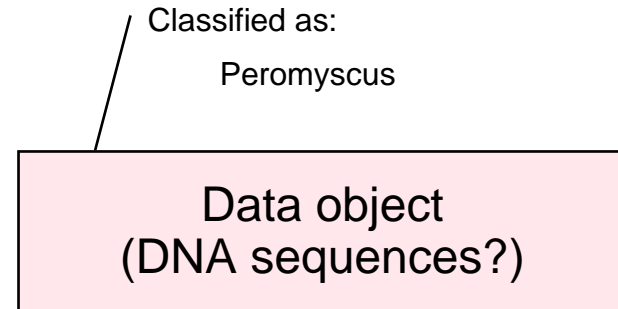 Classified as:
Peromyscus
Data object
(DNA sequences?)